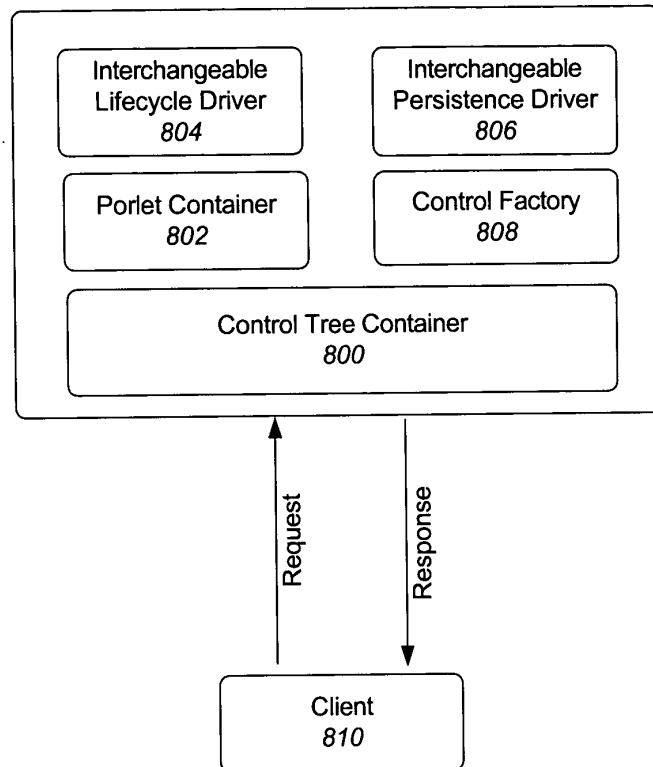 Interchangeable
Lifecycle Driver
804
Interchangeable
Persistence Driver
806
Porlet Container
802
Control Factory
808
Control Tree Container
800
Request
Response
Client
810